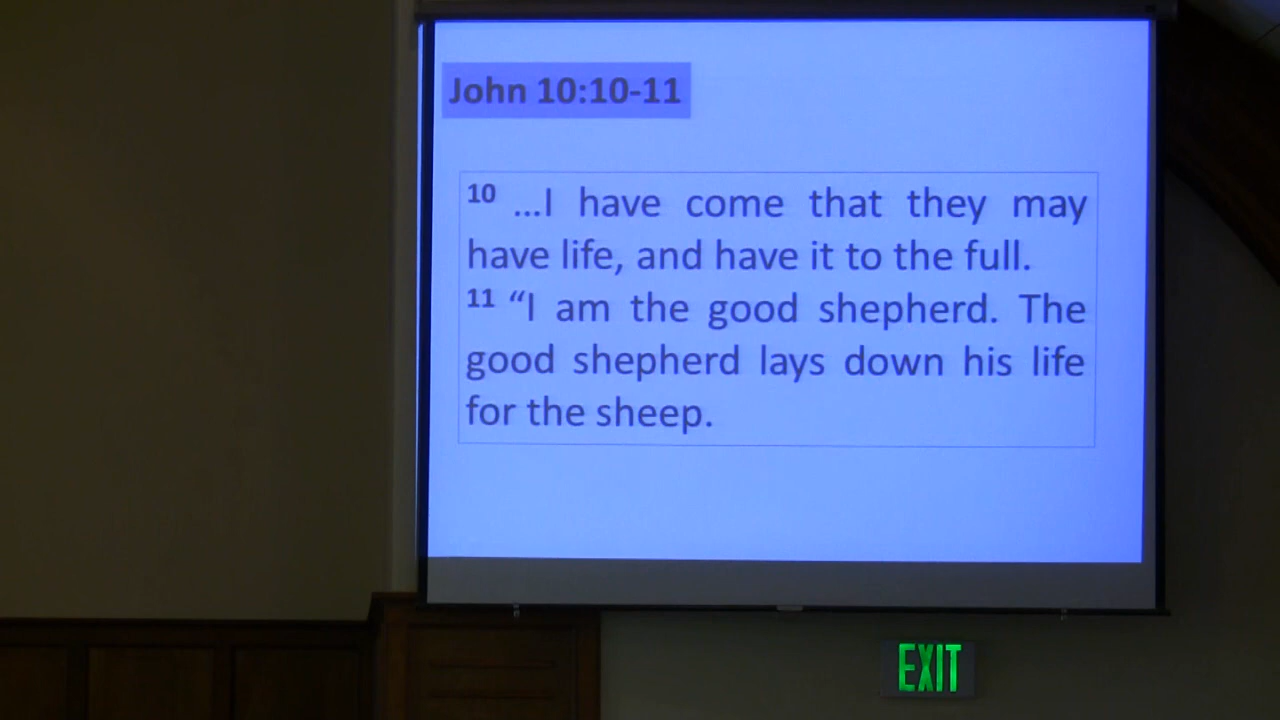 John 10:10-11
10 ...I have come that they may
have life, and have it to the full.
11 “I am the good shepherd. The
good shepherd lays down his life
for the sheep.
EXIT